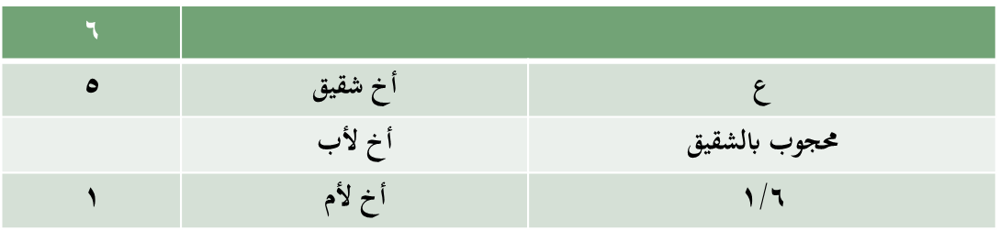 ٦
ع أخ شقيق ٥
محجوب بالشقيق أخ لأب
١/٦ أخ لأم ١